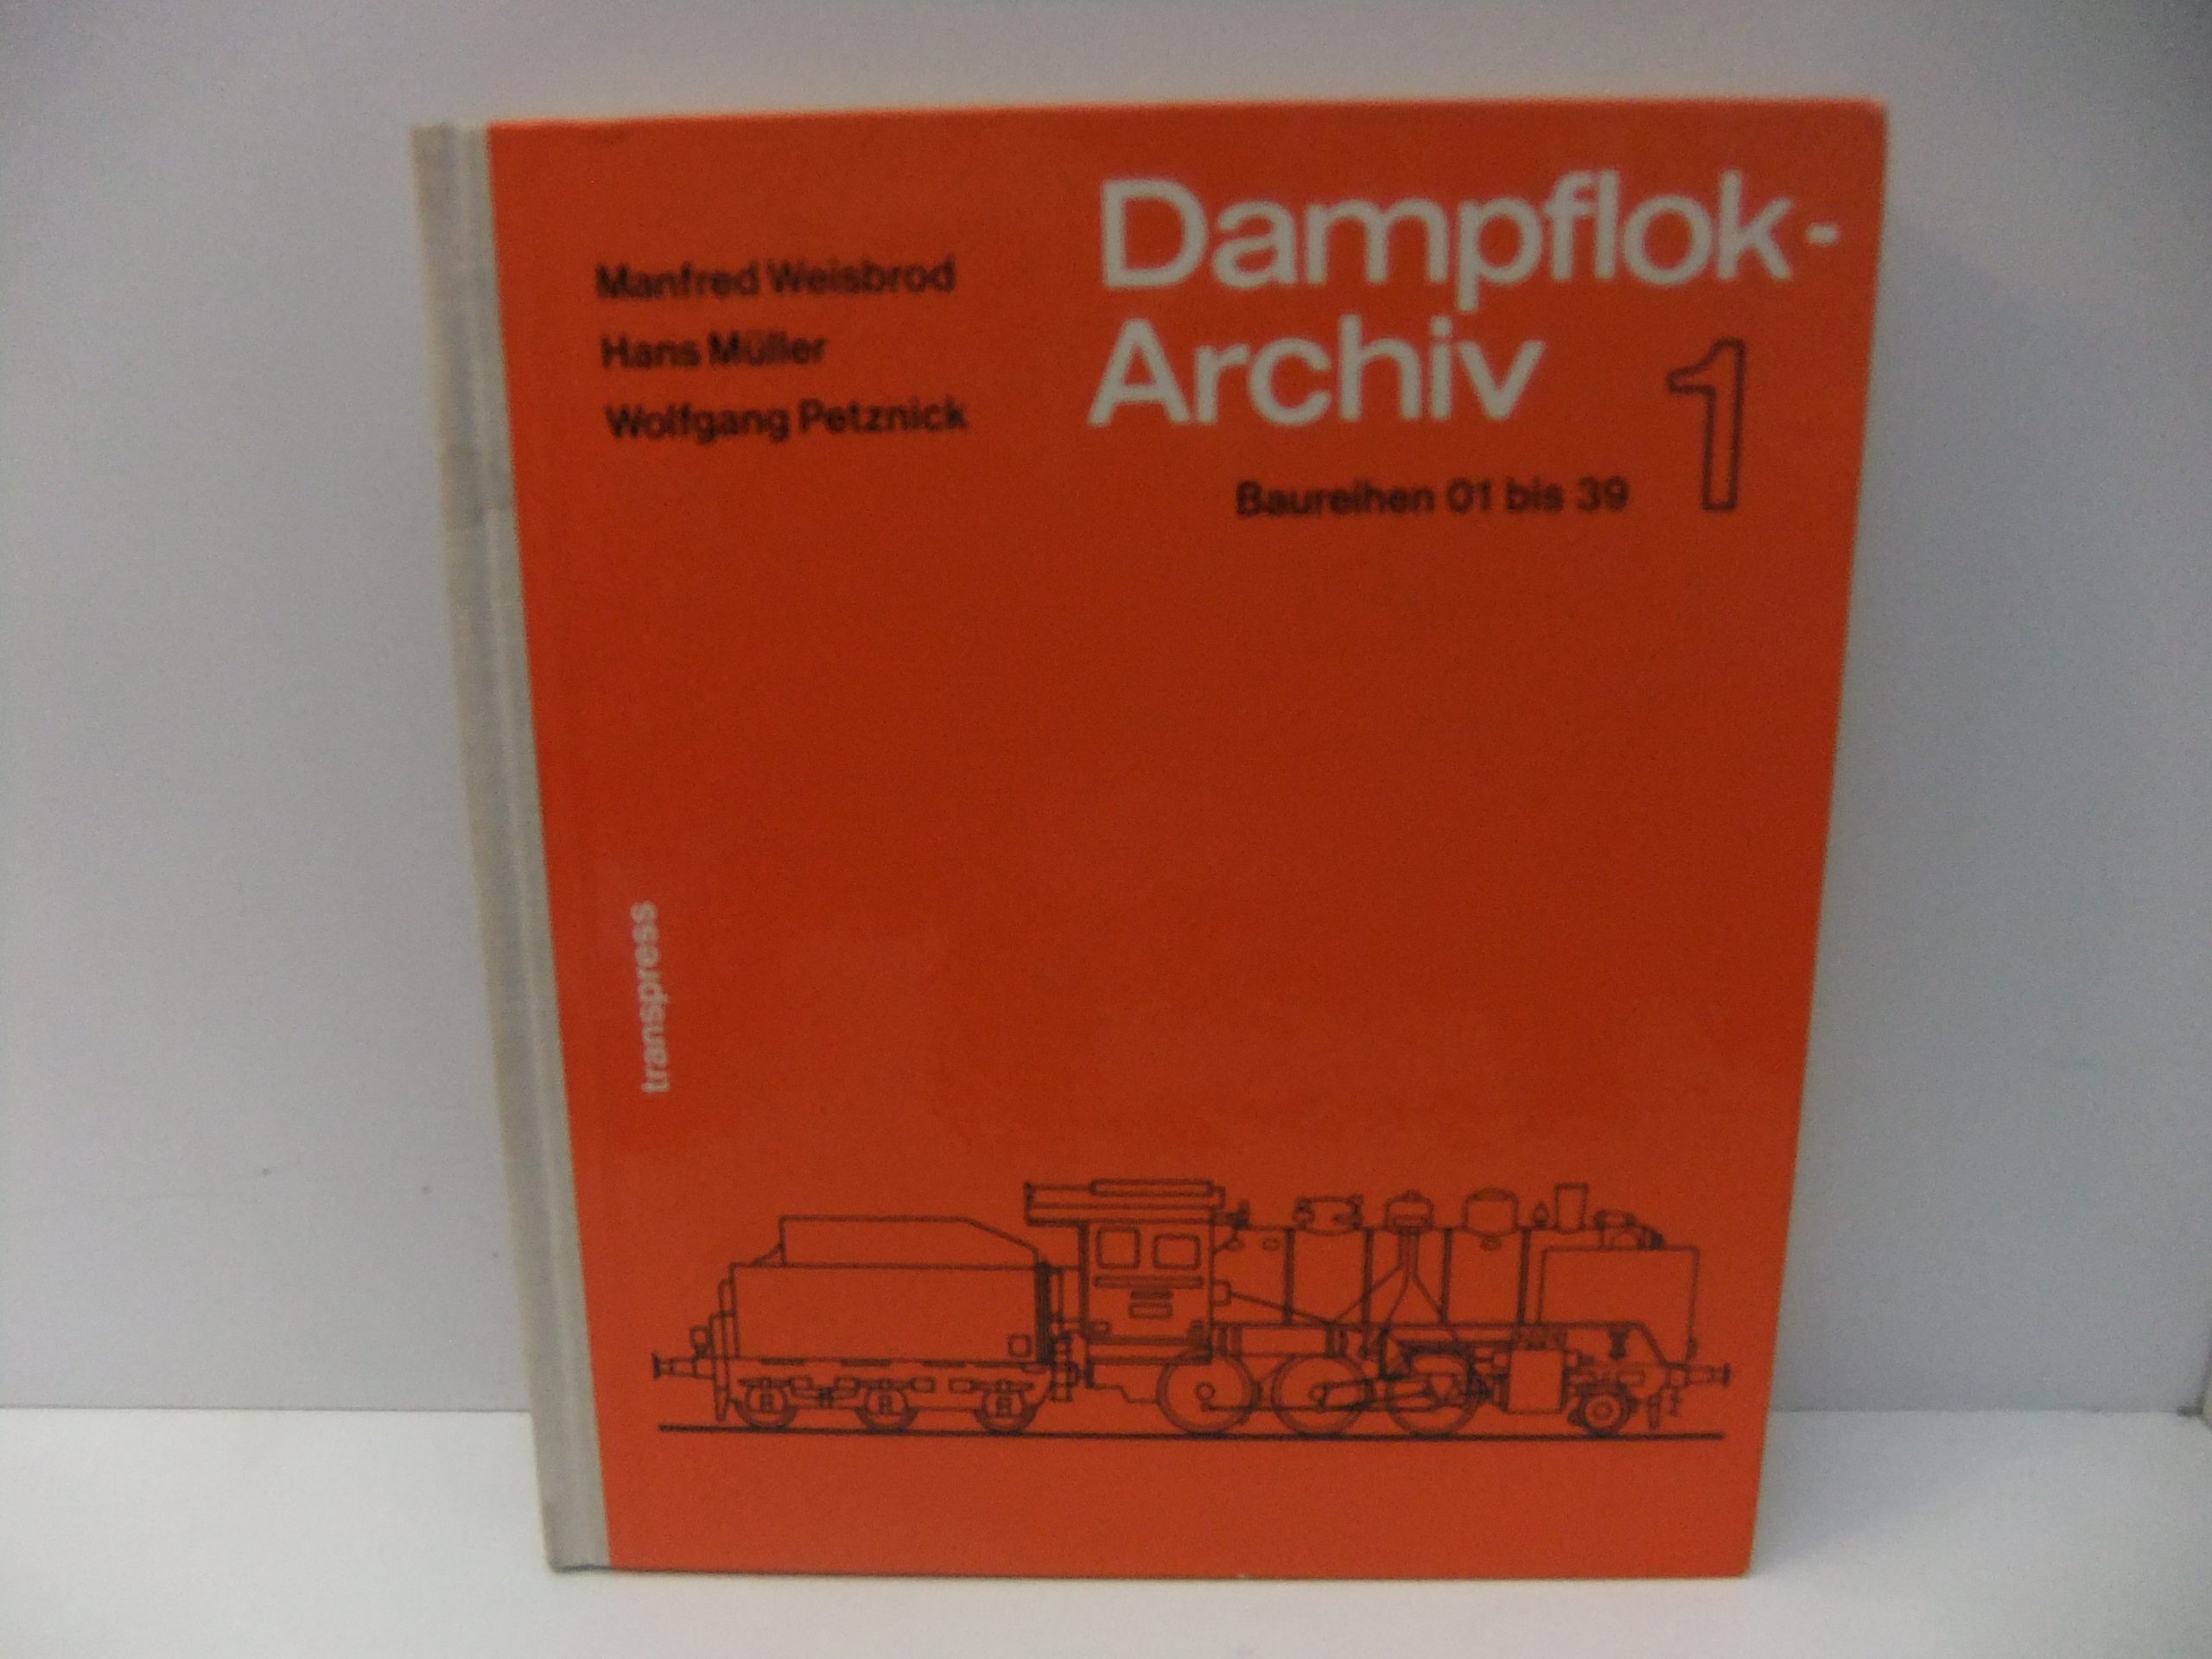 Manfred Weisbrod
Hans Müller
Wolfgang Petznick
Dampflok-
Archiv 1
Baureihen 01 bis 39
transpress